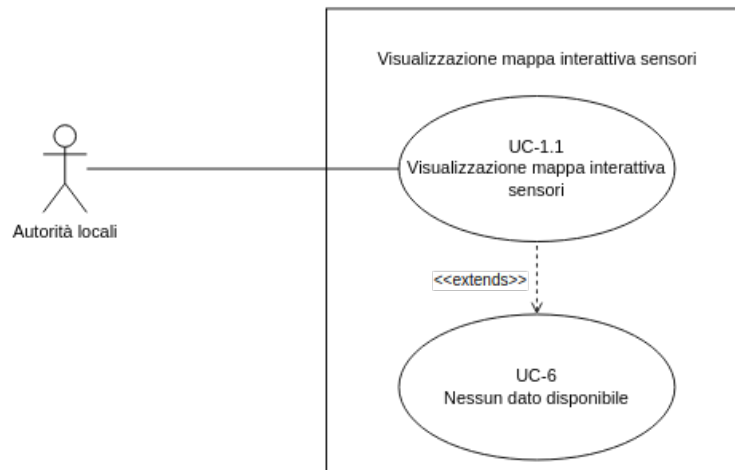 Visualizzazione mappa interattiva sensori
UC-1.1
Visualizzazione mappa interattiva
sensori
Autorità locali
<<extends>>
UC-6
Nessun dato disponibile